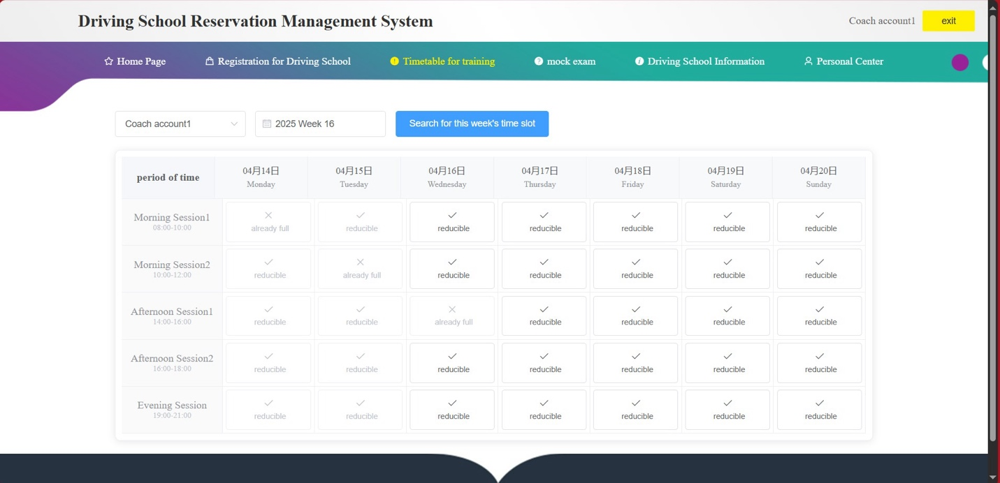 Driving School Reservation Management System
Coach account1
exit
Home Page
Registration for Driving School
Timetable for training
mock exam
Driving School Information
Personal Center
Coach account1
2025 Week 16
Search for this week's time slot
period of time
04月14日
Monday
04月15日
Tuesday
04月16日
Wednesday
04月17日
Thursday
04月18日
Friday
04月19日
Saturday
04月20日
Sunday
Morning Session1
08:00-10:00
already full
reducible
reducible
reducible
reducible
reducible
reducible
Morning Session2
10:00-12:00
reducible
already full
reducible
reducible
reducible
reducible
reducible
Afternoon Session1
14:00-16:00
reducible
reducible
already full
reducible
reducible
reducible
reducible
Afternoon Session2
16:00-18:00
reducible
reducible
reducible
reducible
reducible
reducible
reducible
Evening Session
19:00-21:00
reducible
reducible
reducible
reducible
reducible
reducible
reducible